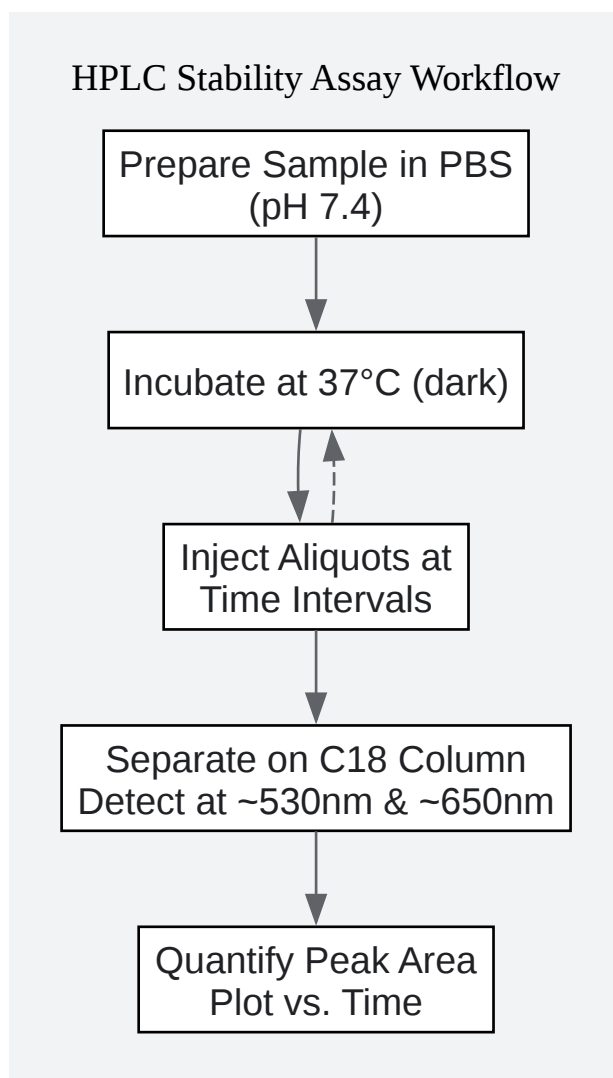 HPLC Stability Assay Workflow
Prepare Sample in PBS
(pH 7.4)
Incubate at 37°C (dark)
Inject Aliquots at
Time Intervals
Separate on C18 Column
Detect at ~530nm & ~650nm
Quantify Peak Area
Plot vs. Time